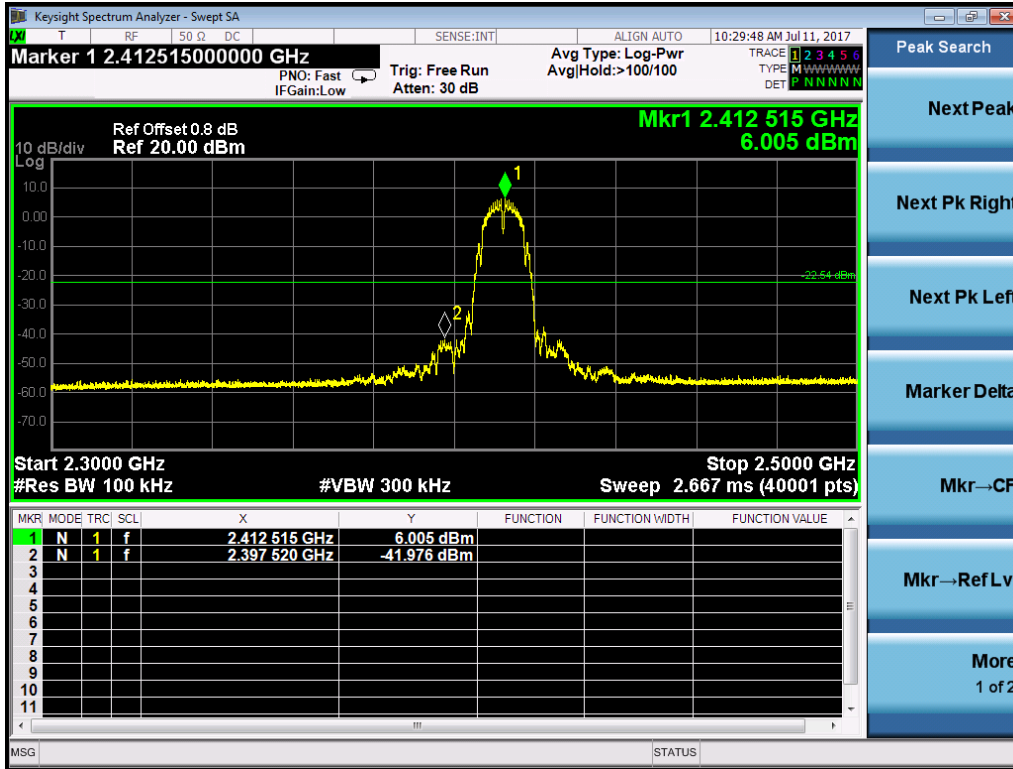 Keysight Spectrum Analyzer - Swept SA
LXI T RF 50 Ω DC SENSE:INT ALIGN AUTO 10:29:48 AM Jul 11, 2017
Marker 1 2.412515000000 GHz
PNO: Fast
IFGain:Low
Trig: Free Run
Atten: 30 dB
Avg Type: Log-Pwr
Avg|Hold:>100/100
TRACE 1 2 3 4 5 6
TYPE M WWWWW
DET P N N N N N
Peak Search
Next Peak
Next Pk Right
Next Pk Left
Marker Delta
Mkr→CF
Mkr→Ref Lv
More
1 of 2
Mkr1 2.412 515 GHz
6.005 dBm
Ref Offset 0.8 dB
10 dB/div Ref 20.00 dBm
Log
10.0
0.00
-10.0
-20.0
-30.0
-40.0
-50.0
-60.0
-70.0
1
2
-22.54 dBm
Start 2.3000 GHz Stop 2.5000 GHz
#Res BW 100 kHz #VBW 300 kHz Sweep 2.667 ms (40001 pts)
MKR MODE TRC SCL X Y FUNCTION FUNCTION WIDTH FUNCTION VALUE
1 N 1 f 2.412 515 GHz 6.005 dBm
2 N 1 f 2.397 520 GHz -41.976 dBm
3
4
5
6
7
8
9
10
11
MSG STATUS